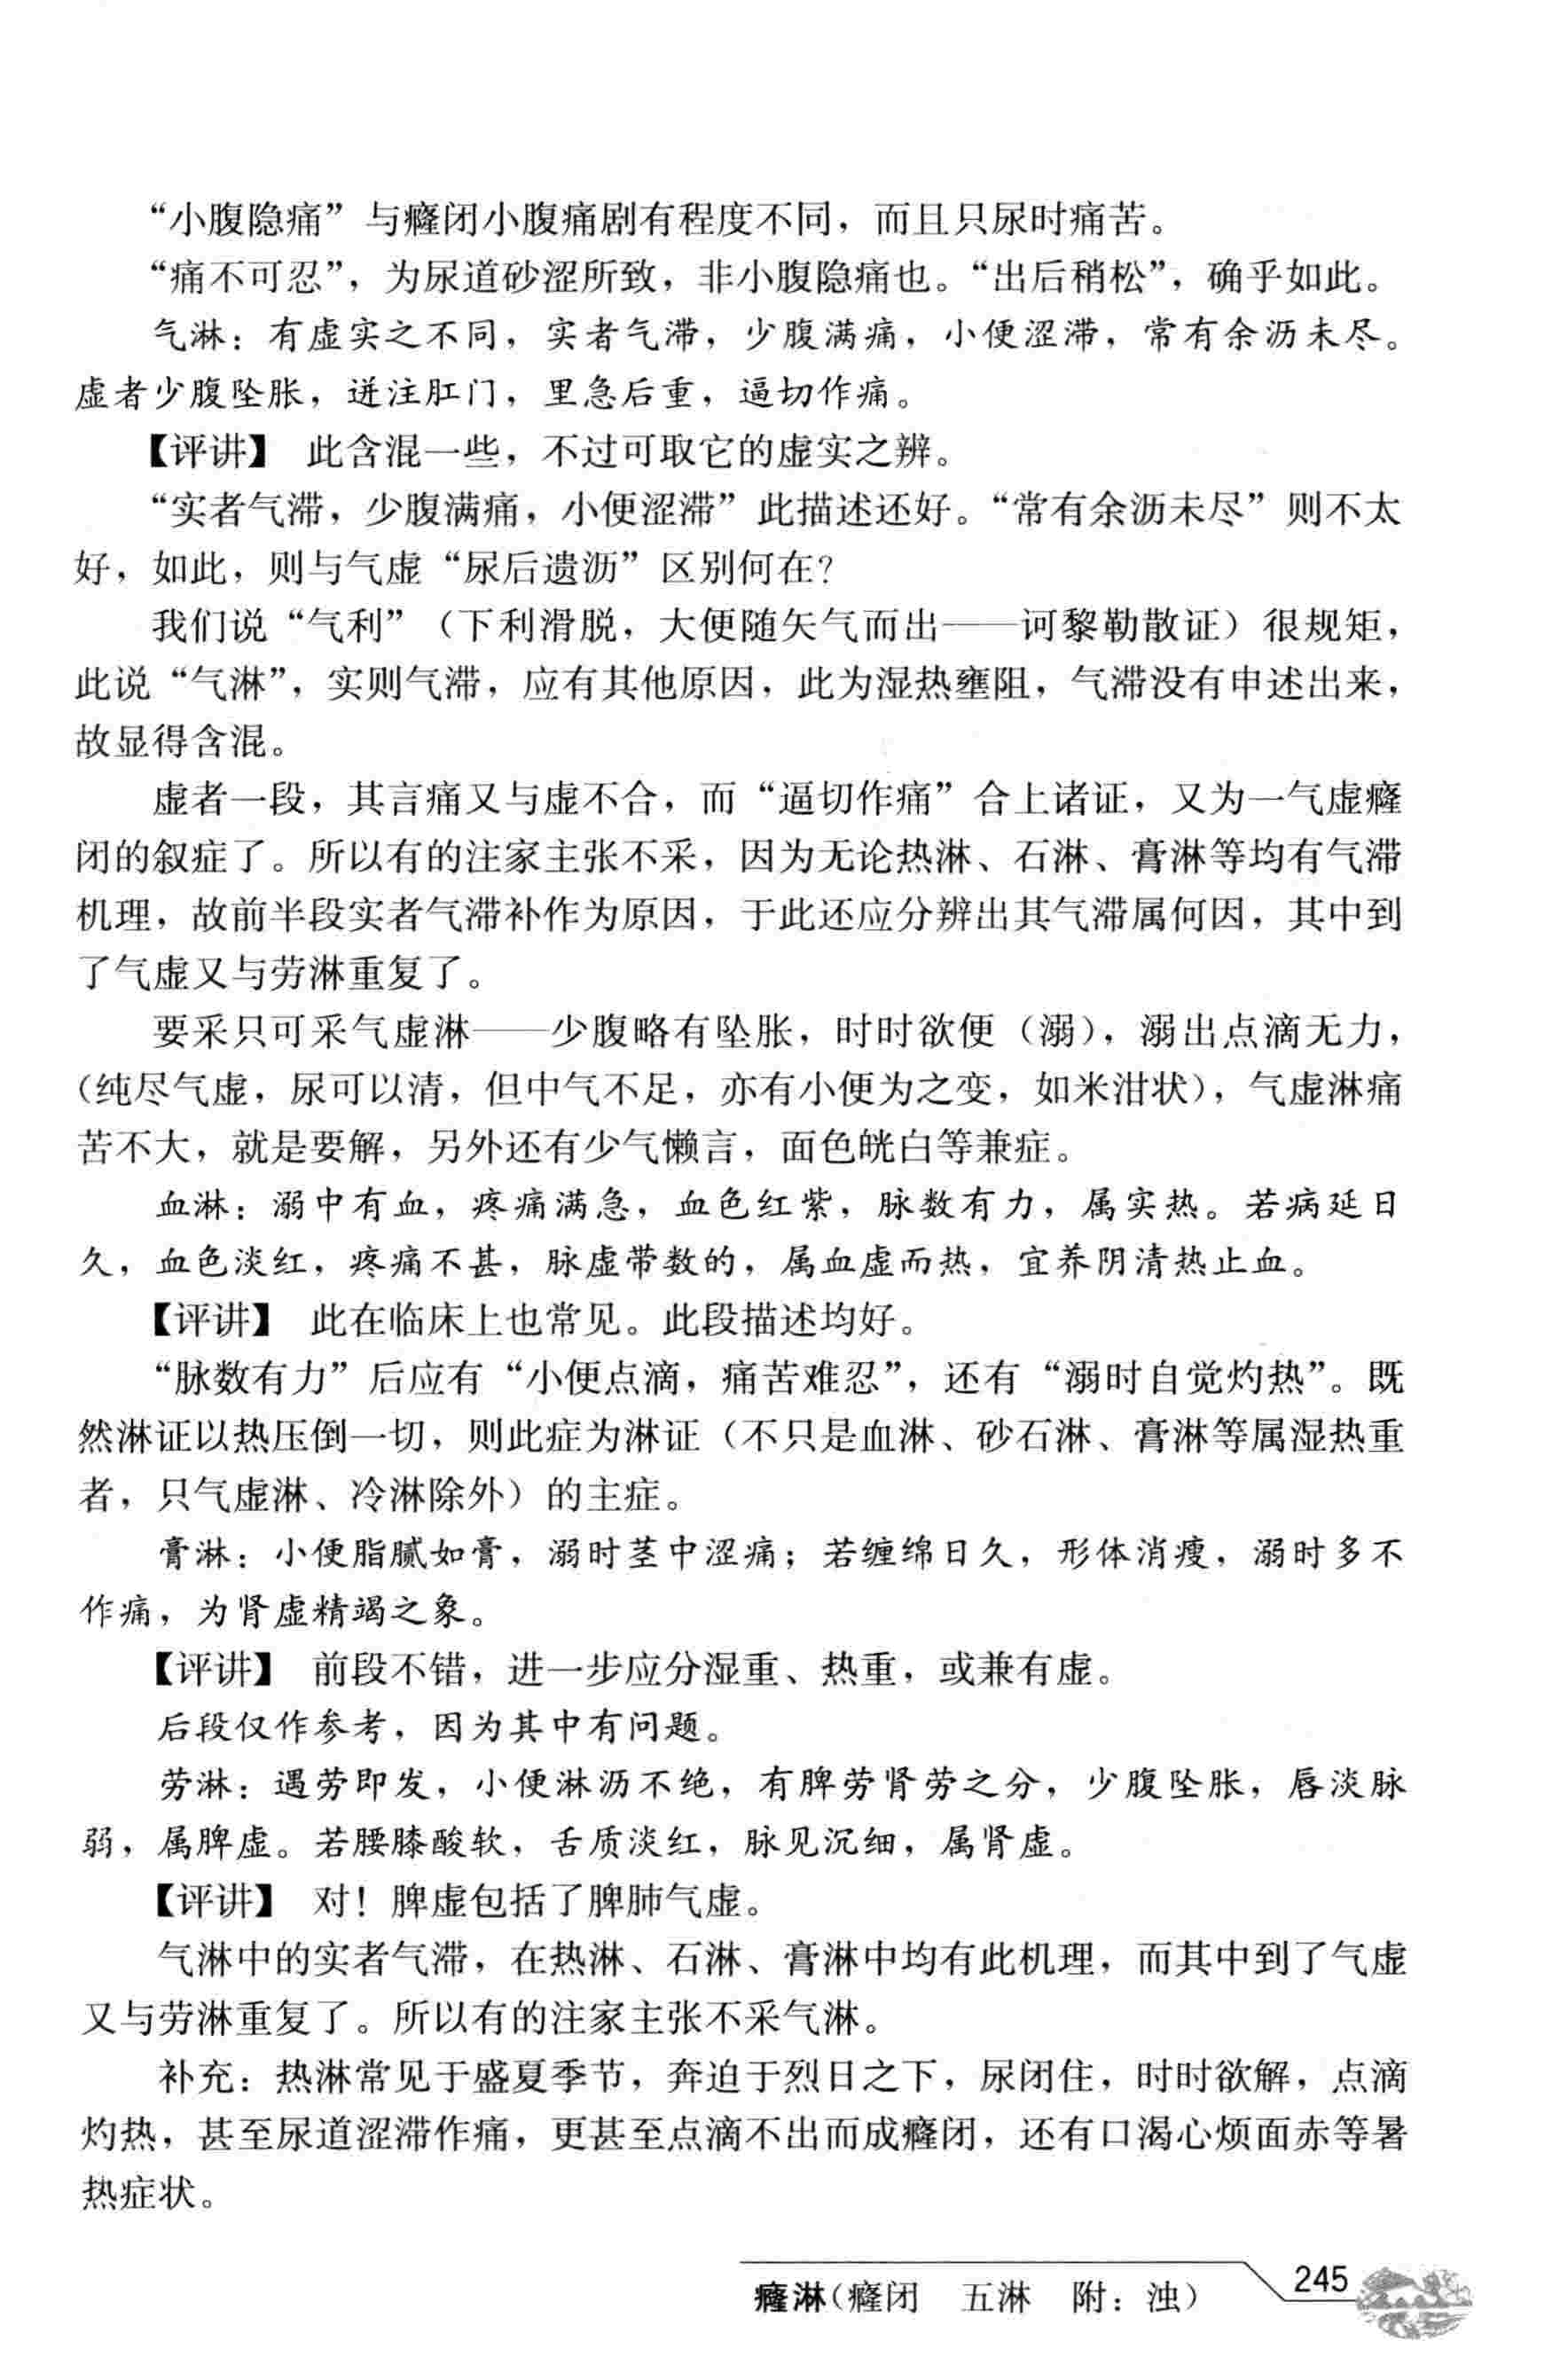 “小腹隐痛”与癃闭小腹痛剧有程度不同，而且只尿时痛苦。
“痛不可忍”，为尿道砂涩所致，非小腹隐痛也。“出后稍松”，确乎如此。
气淋：有虚实之不同，实者气滞，少腹满痛，小便涩滞，常有余沥未尽。
虚者少腹坠胀，迸注肛门，里急后重，逼切作痛。
【评讲】 此含混一些，不过可取它的虚实之辨。
“实者气滞，少腹满痛，小便涩滞”此描述还好。“常有余沥未尽”则不太
好，如此，则与气虚“尿后遗沥”区别何在？
我们说“气利”（下利滑脱，大便随矢气而出——诃黎勒散证）很规矩，
此说“气淋”，实则气滞，应有其他原因，此为湿热壅阻，气滞没有申述出来，
故显得含混。
虚者一段，其言痛又与虚不合，而“逼切作痛”合上诸证，又为一气虚癃
闭的叙症了。所以有的注家主张不采，因为无论热淋、石淋、膏淋等均有气滞
机理，故前半段实者气滞补作为原因，于此还应分辨出其气滞属何因，其中到
了气虚又与劳淋重复了。
要采只可采气虚淋——少腹略有坠胀，时时欲便（溺），溺出点滴无力，
（纯尽气虚，尿可以清，但中气不足，亦有小便为之变，如米泔状），气虚淋痛
苦不大，就是要解，另外还有少气懒言，面色㿠白等兼症。
血淋：溺中有血，疼痛满急，血色红紫，脉数有力，属实热。若病延日
久，血色淡红，疼痛不甚，脉虚带数的，属血虚而热，宜养阴清热止血。
【评讲】 此在临床上也常见。此段描述均好。
“脉数有力”后应有“小便点滴，痛苦难忍”，还有“溺时自觉灼热”。既
然淋证以热压倒一切，则此症为淋证（不只是血淋、砂石淋、膏淋等属湿热重
者，只气虚淋、冷淋除外）的主症。
膏淋：小便脂腻如膏，溺时茎中涩痛；若缠绵日久，形体消瘦，溺时多不
作痛，为肾虚精竭之象。
【评讲】 前段不错，进一步应分湿重、热重，或兼有虚。
后段仅作参考，因为其中有问题。
劳淋：遇劳即发，小便淋沥不绝，有脾劳肾劳之分，少腹坠胀，唇淡脉
弱，属脾虚。若腰膝酸软，舌质淡红，脉见沉细，属肾虚。
【评讲】 对！脾虚包括了脾肺气虚。
气淋中的实者气滞，在热淋、石淋、膏淋中均有此机理，而其中到了气虚
又与劳淋重复了。所以有的注家主张不采气淋。
补充：热淋常见于盛夏季节，奔迫于烈日之下，尿闭住，时时欲解，点滴
灼热，甚至尿道涩滞作痛，更甚至点滴不出而成癃闭，还有口渴心烦面赤等暑
热症状。
癃淋（癃闭 五淋 附：浊） 245